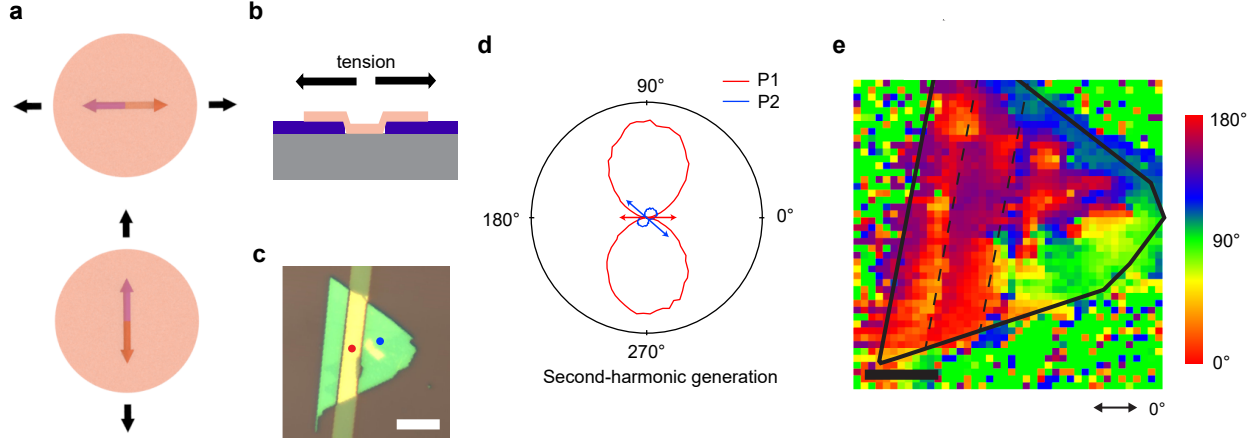 a
b
tension
c
d
P1
P2
90°
180°
0°
270°
Second-harmonic generation
e
180°
90°
0°
0°